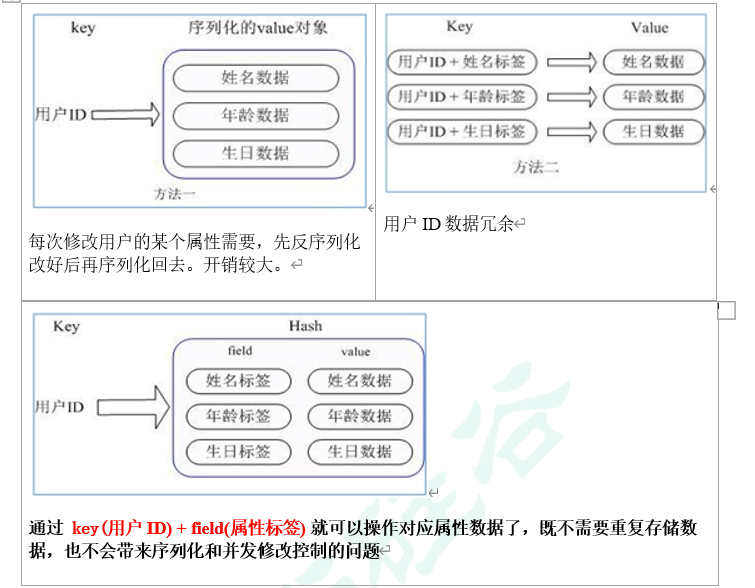 key 序列化的value对象
用户ID
姓名数据
年龄数据
生日数据
方法一
每次修改用户的某个属性需要，先反序列化
改好后再序列化回去。开销较大。
Key Value
用户ID + 姓名标签 姓名数据
用户ID + 年龄标签 年龄数据
用户ID + 生日标签 生日数据
方法二
用户 ID 数据冗余
Key Hash
field value
用户ID
姓名标签 姓名数据
年龄标签 年龄数据
生日标签 生日数据
通过 key(用户 ID) + field(属性标签) 就可以操作对应属性数据了，既不需要重复存储数
据，也不会带来序列化和并发修改控制的问题